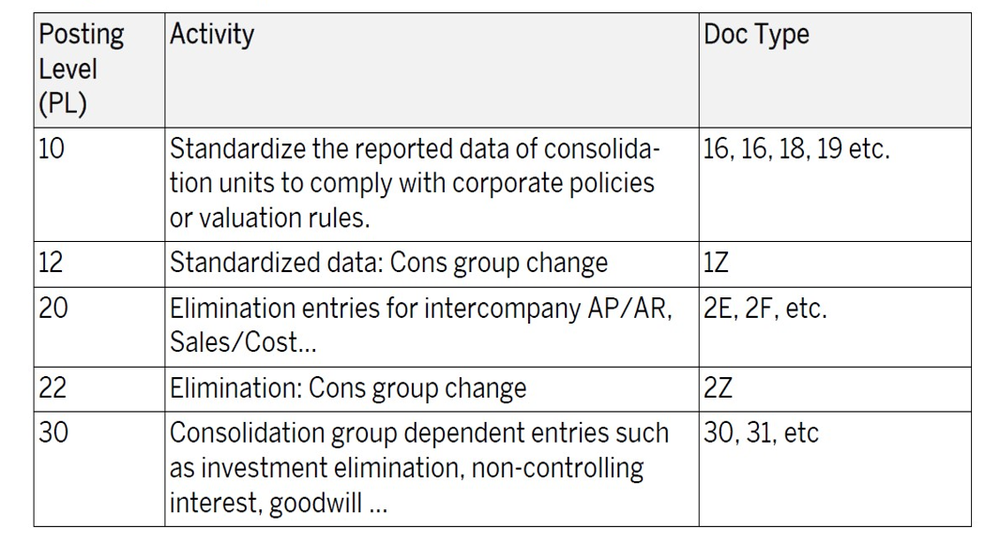 Posting
Level
(PL)
Activity
Doc Type
10
Standardize the reported data of consolida-
tion units to comply with corporate policies
or valuation rules.
16, 16, 18, 19 etc.
12
Standardized data: Cons group change
1Z
20
Elimination entries for intercompany AP/AR,
Sales/Cost...
2E, 2F, etc.
22
Elimination: Cons group change
2Z
30
Consolidation group dependent entries such
as investment elimination, non-controlling
interest, goodwill ...
30, 31, etc